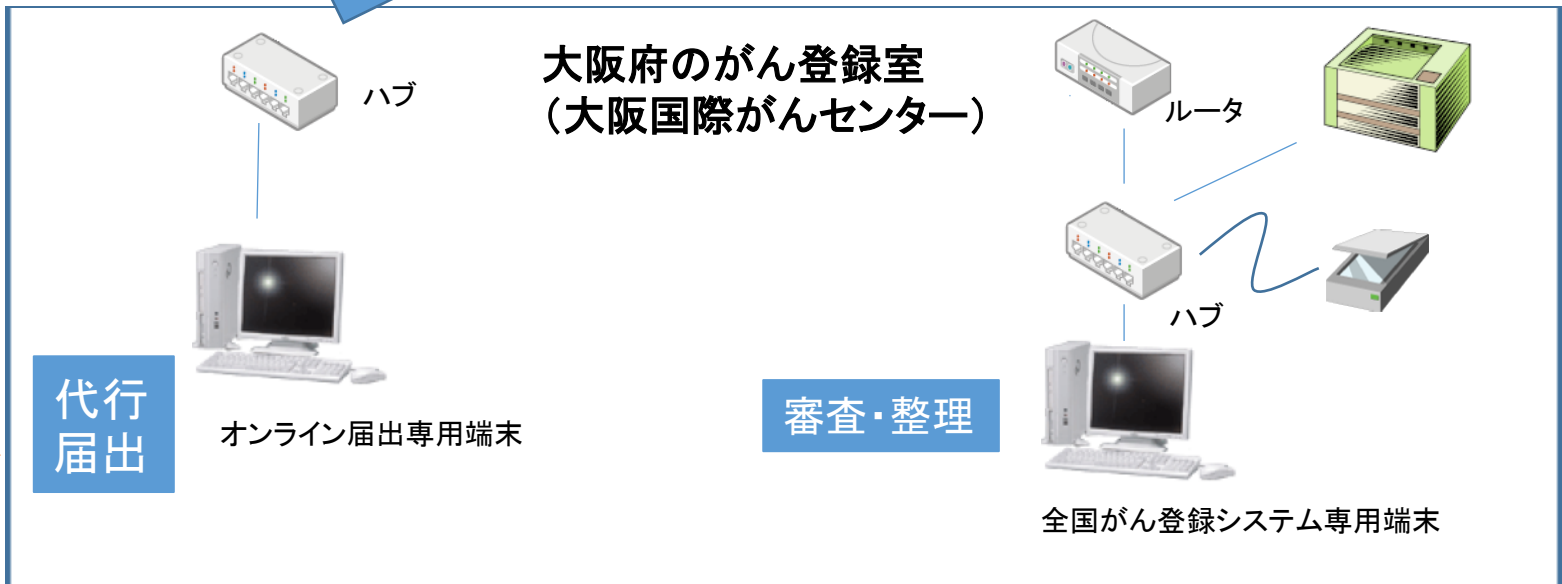 大阪府のがん登録室
（大阪国際がんセンター）
ハブ
ルータ
ハブ
代行
届出
オンライン届出専用端末
審査・整理
全国がん登録システム専用端末